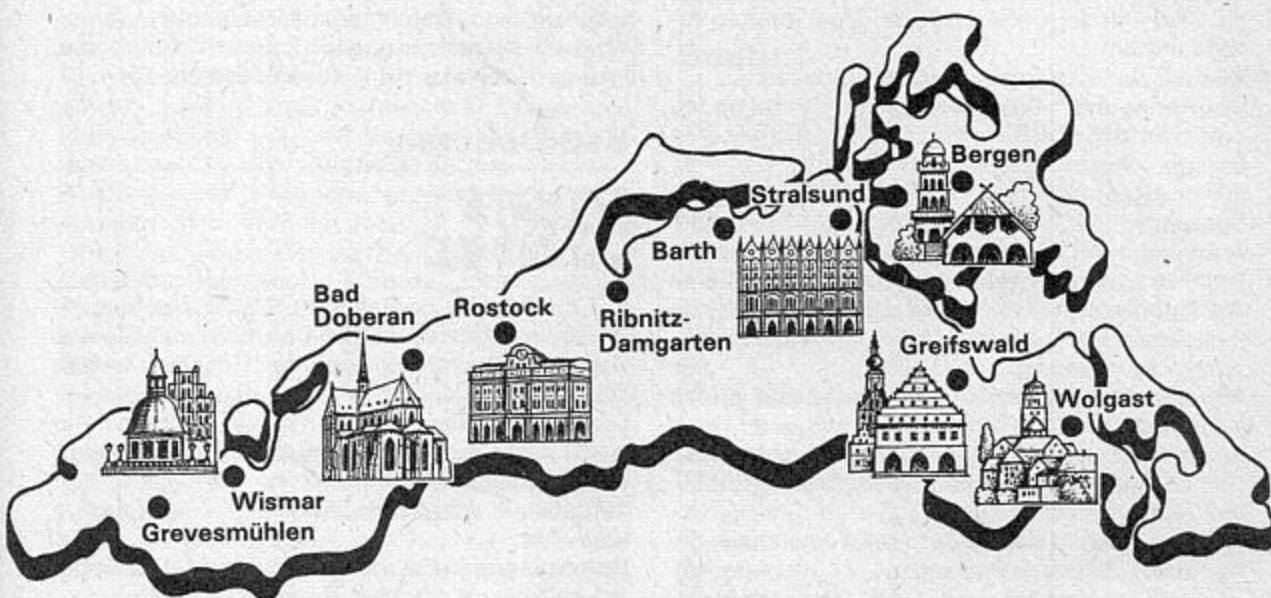 Bergen
Stralsund
Barth
Bad
Doberan
Rostock
Ribnitz-
Damgarten
Greifswald
Wolgast
Wismar
Grevesmühlen